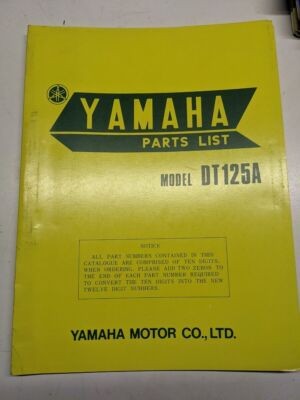 YAMAHA
PARTS LIST
MODEL DT125A
NOTICE
ALL PART NUMBERS CONTAINED IN THIS
CATALOGUE ARE COMPRISED OF TEN DIGITS.
WHEN ORDERING, PLEASE ADD TWO ZEROS TO
THE END OF EACH PART NUMBER REQUIRED
TO CONVERT THE TEN DIGITS INTO THE NEW
TWELVE DIGIT NUMBERS.
YAMAHA MOTOR CO., LTD.